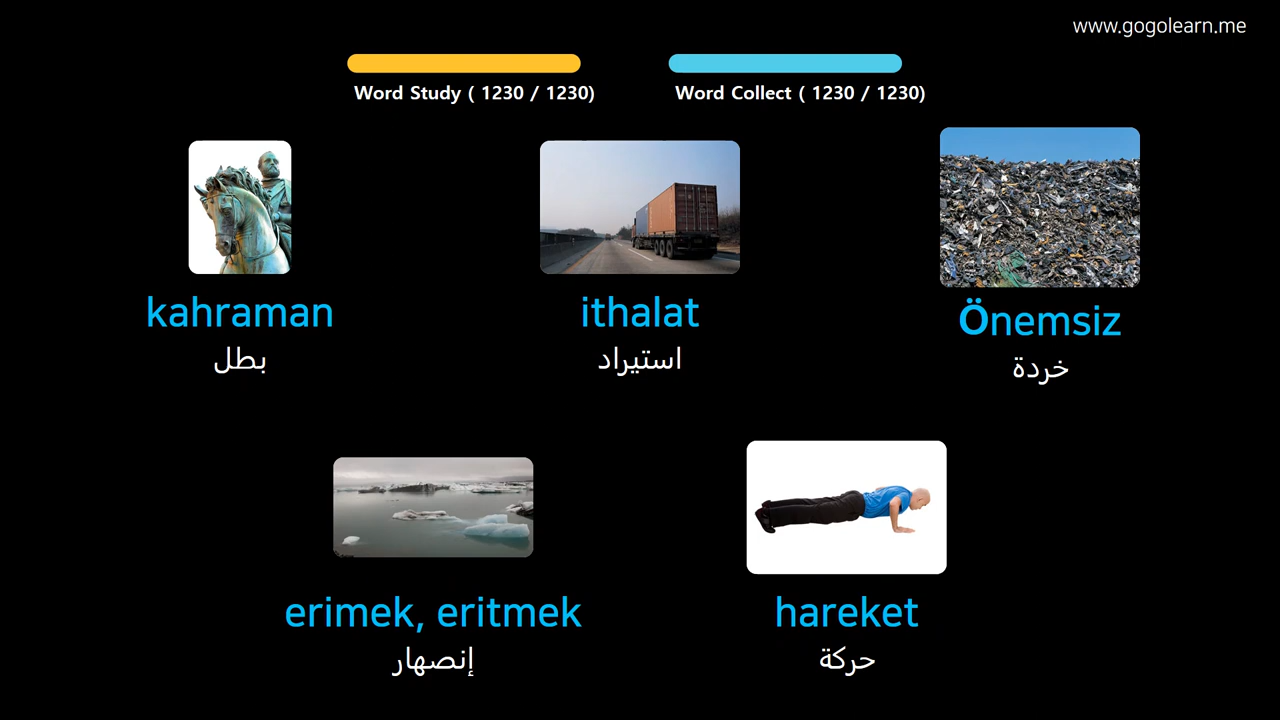 www.gogolearn.me
Word Study ( 1230 / 1230)
Word Collect ( 1230 / 1230)
kahraman
بطل
ithalat
استيراد
Önemsiz
خردة
erimek, eritmek
إنصهار
hareket
حركة